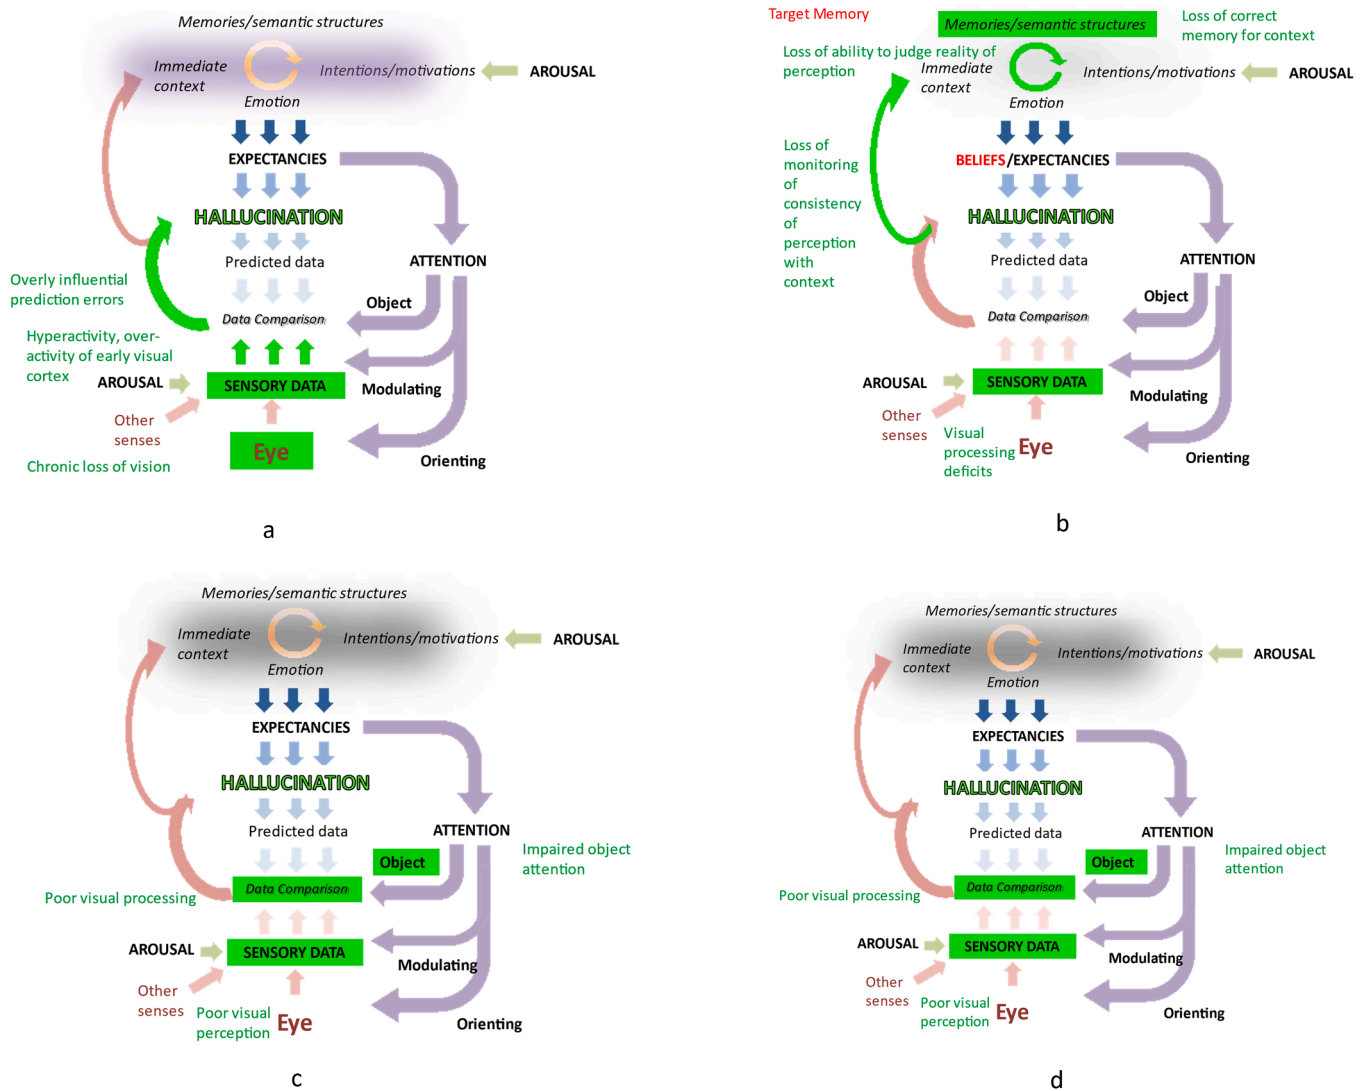 Memories/semantic structures
Immediate
context
Intentions/motivations
AROUSAL
Emotion
EXPECTANCIES
HALLUCINATION
Predicted data
ATTENTION
Overly influential
prediction errors
Object
Data Comparison
Hyperactivity, over-
activity of early visual
cortex
AROUSAL
SENSORY DATA
Modulating
Other
senses
Eye
Chronic loss of vision
Orienting
a
Target Memory
Memories/semantic structures
Loss of correct
memory for context
Loss of ability to judge reality of
perception
Immediate
context
Intentions/motivations
AROUSAL
Emotion
Loss of
monitoring
of
consistency
of
perception
with
context
BELIEFS/EXPECTANCIES
HALLUCINATION
Predicted data
ATTENTION
Object
Data Comparison
AROUSAL
SENSORY DATA
Modulating
Other
senses
Visual
processing
deficits
Eye
Orienting
b
Memories/semantic structures
Immediate
context
Intentions/motivations
AROUSAL
Emotion
EXPECTANCIES
HALLUCINATION
Predicted data
ATTENTION
Impaired object
attention
Object
Poor visual processing
Data Comparison
AROUSAL
SENSORY DATA
Modulating
Other
senses
Poor visual
perception
Eye
Orienting
c
Memories/semantic structures
Immediate
context
Intentions/motivations
AROUSAL
Emotion
EXPECTANCIES
HALLUCINATION
Predicted data
ATTENTION
Impaired object
attention
Object
Poor visual processing
Data Comparison
AROUSAL
SENSORY DATA
Modulating
Other
senses
Poor visual
perception
Eye
Orienting
d